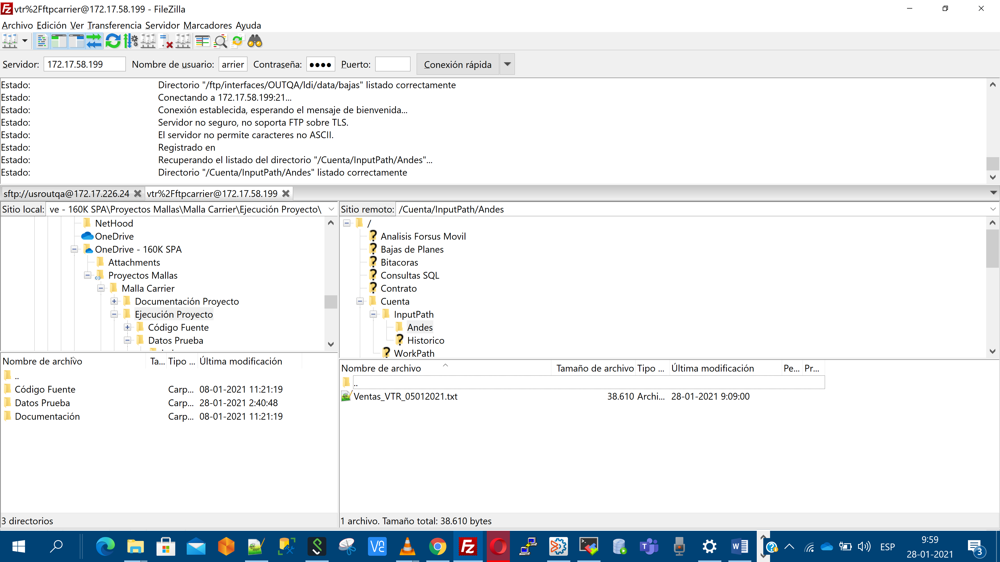 vtr%2Fftpcarrier@172.17.58.199 - FileZilla
Archivo Edición Ver Transferencia Servidor Marcadores Ayuda
Servidor: 172.17.58.199 Nombre de usuario: arrier Contraseña: ●●●● Puerto: Conexión rápida
Estado: Directorio "/ftp/interfaces/OUTQA/ldi/data/bajas" listado correctamente
Estado: Conectando a 172.17.58.199:21...
Estado: Conexión establecida, esperando el mensaje de bienvenida...
Estado: Servidor no seguro, no soporta FTP sobre TLS.
Estado: El servidor no permite caracteres no ASCII.
Estado: Registrado en
Estado: Recuperando el listado del directorio "/Cuenta/InputPath/Andes"...
Estado: Directorio "/Cuenta/InputPath/Andes" listado correctamente
sftp://usroutqa@172.17.226.24 vtr%2Fftpcarrier@172.17.58.199
Sitio local: ve - 160K SPA\Proyectos Mallas\Malla Carrier\Ejecución Proyecto\
NetHood
OneDrive
OneDrive - 160K SPA
Attachments
Proyectos Mallas
Malla Carrier
Documentación Proyecto
Ejecución Proyecto
Código Fuente
Datos Prueba
Nombre de archivo Ta... Tipo ... Última modificación
..
Código Fuente Carp... 08-01-2021 11:21:19
Datos Prueba Carp... 28-01-2021 2:40:48
Documentación Carp... 08-01-2021 11:21:19
3 directorios
Sitio remoto: /Cuenta/InputPath/Andes
/
Analisis Forsus Movil
Bajas de Planes
Bitacoras
Consultas SQL
Contrato
Cuenta
InputPath
Andes
Historico
WorkPath
Nombre de archivo Tamaño de archivo Tipo ... Última modificación Pe... Pr...
..
Ventas_VTR_05012021.txt 38.610 Archi... 28-01-2021 9:09:00
1 archivo. Tamaño total: 38.610 bytes
ESP
9:59
28-01-2021
3